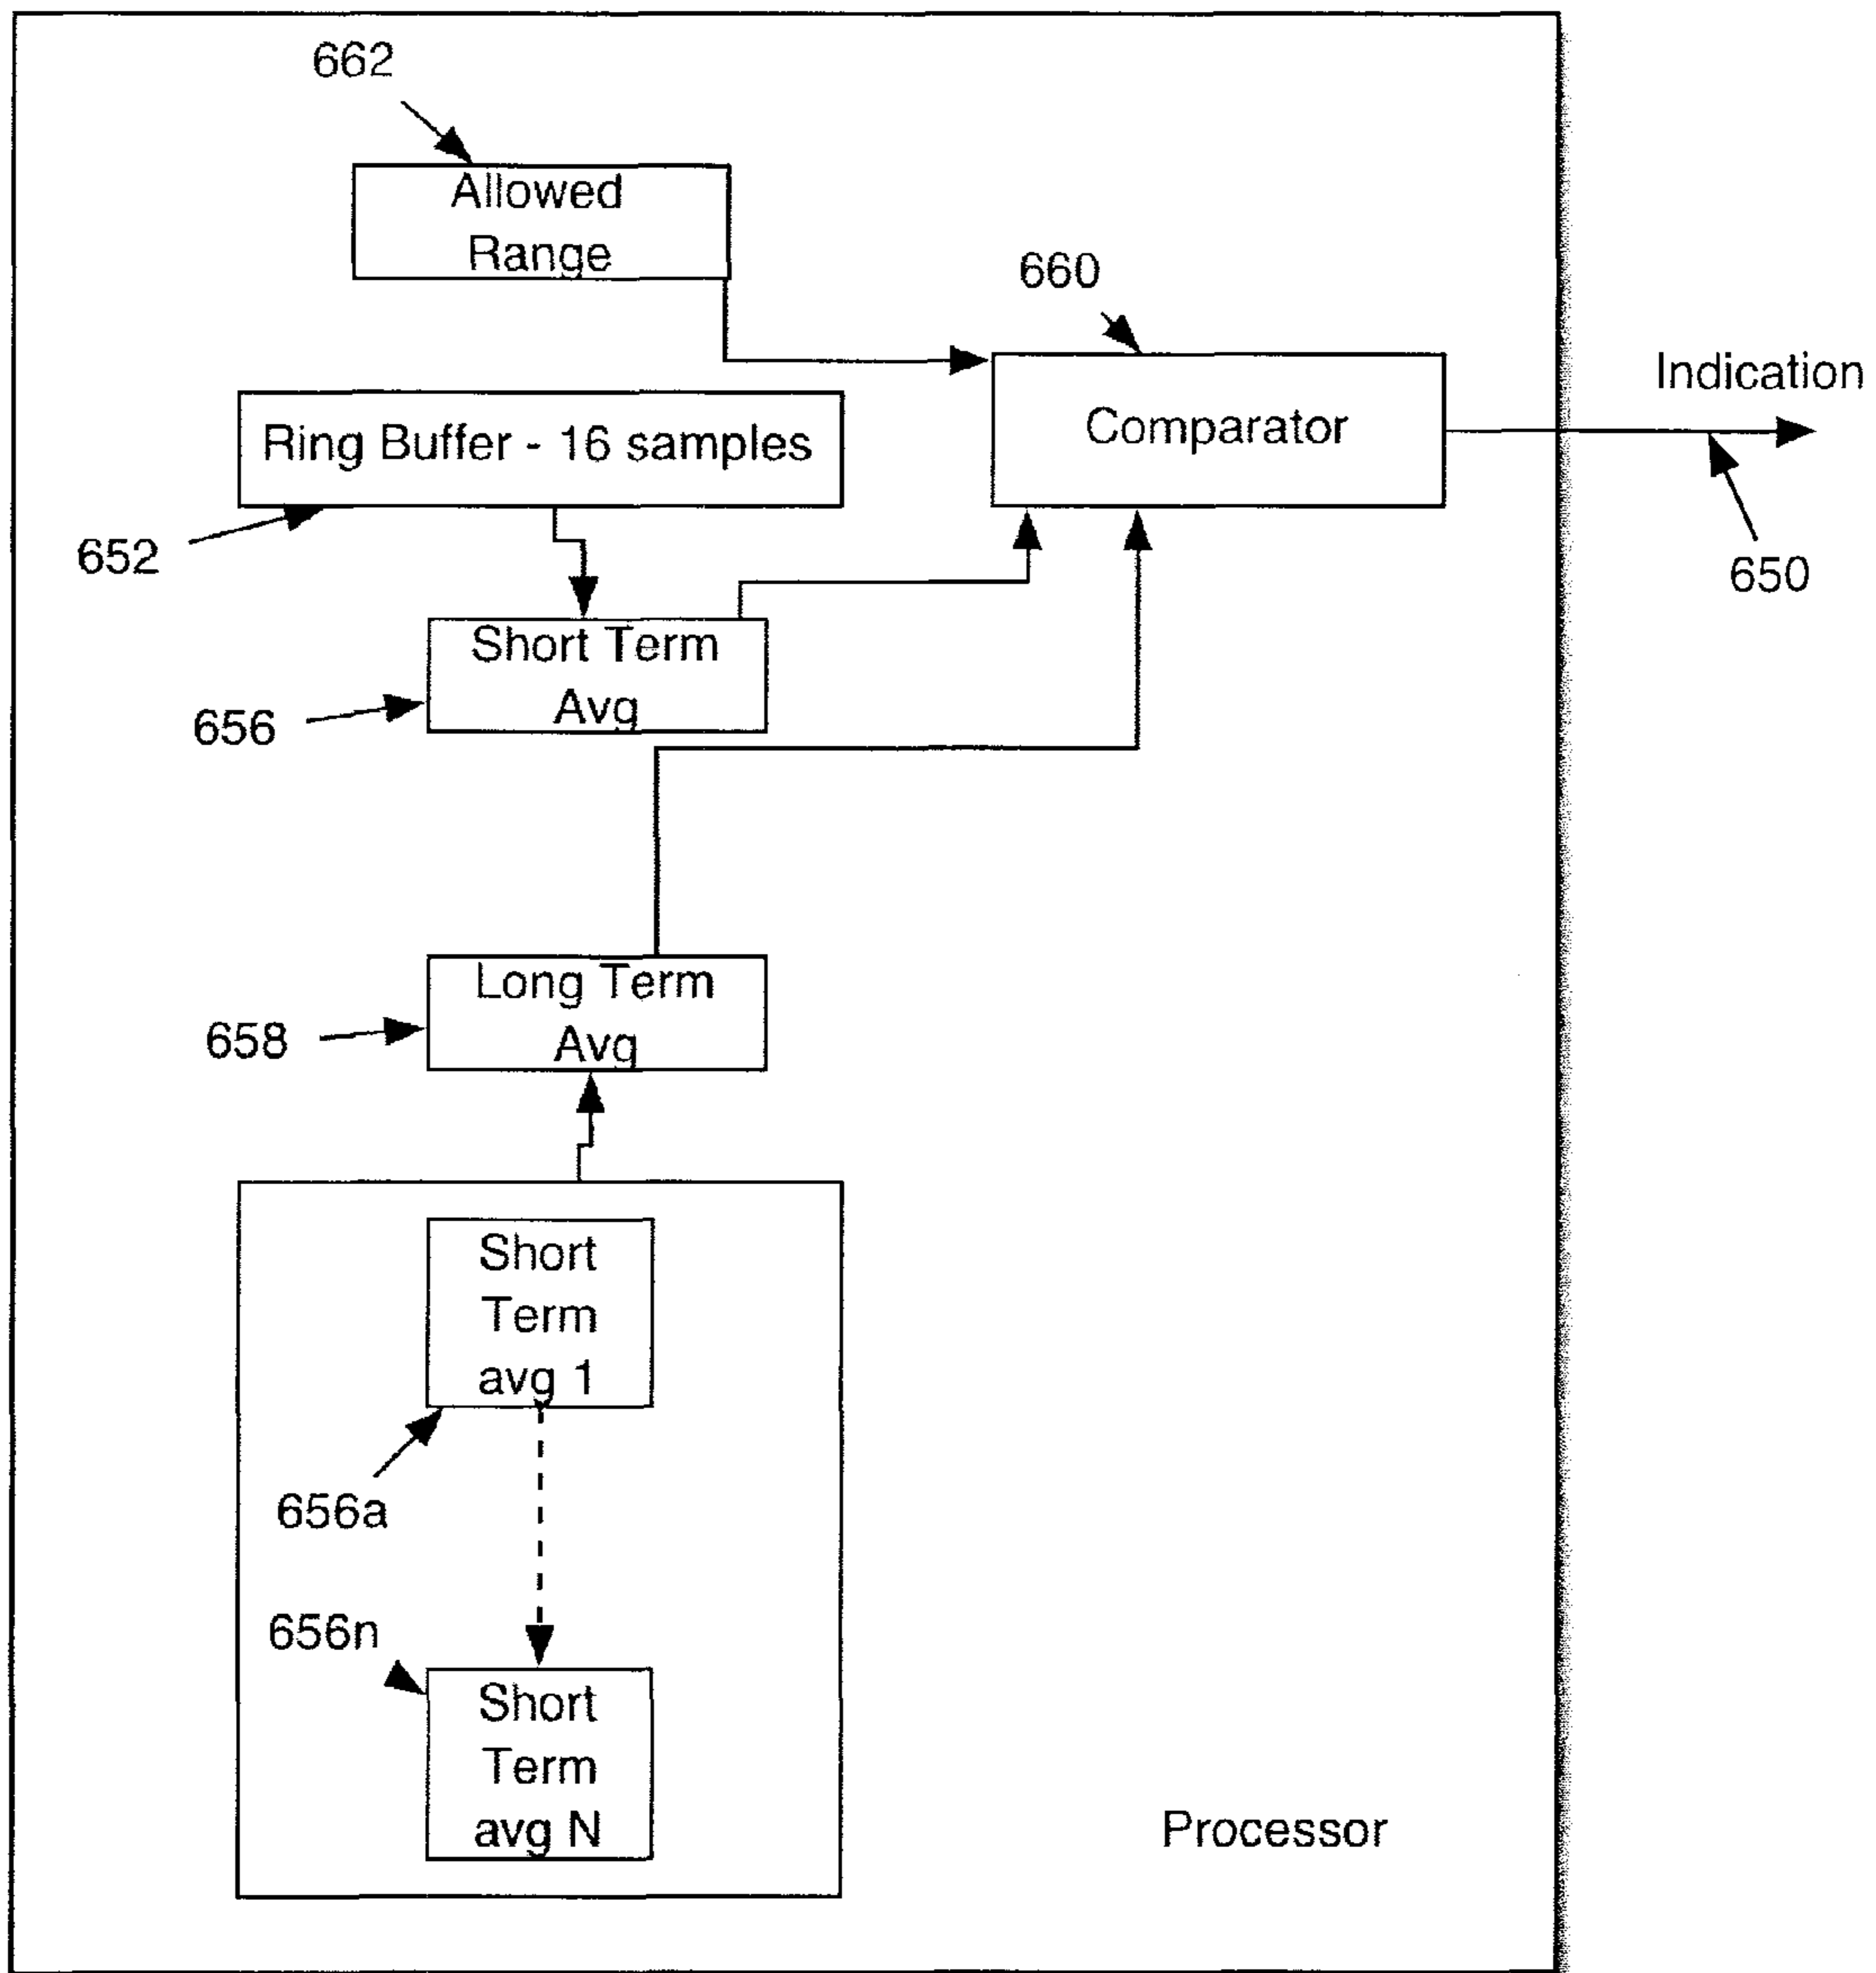 662
Allowed
Range
660
Indication
Comparator
Ring Buffer - 16 samples
652
650
Short Term
Avg
656
Long Term
Avg
658
Short
Term
avg 1
656a
656n
Short
Term
avg N
Processor